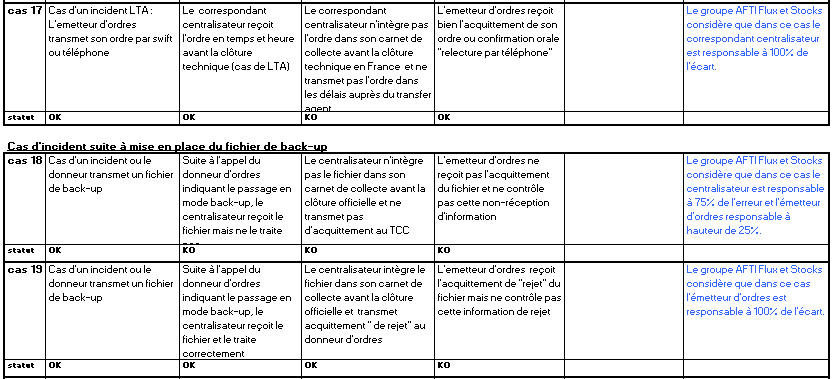 cas 17
Cas d'un incident LTA :
L'emetteur d'ordres
transmet son ordre par swift
ou téléphone
Le correspondant
centralisateur reçoit
l'ordre en temps et heure
avant la clôture
technique (cas de LTA)
Le correspondant
centralisateur n'intègre pas
l'ordre dans son carnet de
collecte avant la clôture
technique en France et ne
transmet pas l'ordre dans
les délais auprès du transfer
agent
L'emetteur d'ordres reçoit
bien l'acquittement de son
ordre ou confirmation orale
"relecture par téléphone"
Le groupe AFTI Flux et Stocks
considère que dans ce cas le
correspondant centralisateur
est responsable à 100% de
l'écart.
statut
OK
OK
KO
OK
Cas d'incident suite à mise en place du fichier de back-up
cas 18
Cas d'un incident ou le
donneur transmet un fichier
de back-up
Suite à l'appel du
donneur d'ordres
indiquant le passage en
mode back-up, le
centralisateur reçoit le
fichier mais ne le traite
Le centralisateur n'intègre
pas le fichier dans son
carnet de collecte avant la
clôture officielle et ne
transmet pas
d'acquittement au TCC
L'emetteur d'ordres ne
reçoit pas l'acquittement
du fichier et ne contrôle
pas cette non-réception
d'information
Le groupe AFTI Flux et Stocks
considère que dans ce cas le
centralisateur est responsable
à 75% de l'erreur et l'émetteur
d'ordres responsable à
hauteur de 25%.
statut
OK
KO
KO
KO
cas 19
Cas d'un incident ou le
donneur transmet un fichier
de back-up
Suite à l'appel du
donneur d'ordres
indiquant le passage en
mode back-up, le
centralisateur reçoit le
fichier et le traite
correctement
Le centralisateur intègre le
fichier dans son carnet de
collecte avant la clôture
officielle et transmet
acquittement " de rejet" au
donneur d'ordres
L'emetteur d'ordres reçoit
l'acquittement de "rejet" du
fichier mais ne contrôle pas
cette information de rejet
Le groupe AFTI Flux et Stocks
considère que dans ce cas
l'émetteur d'ordres est
responsable à 100% de l'écart.
statut
OK
OK
OK
KO